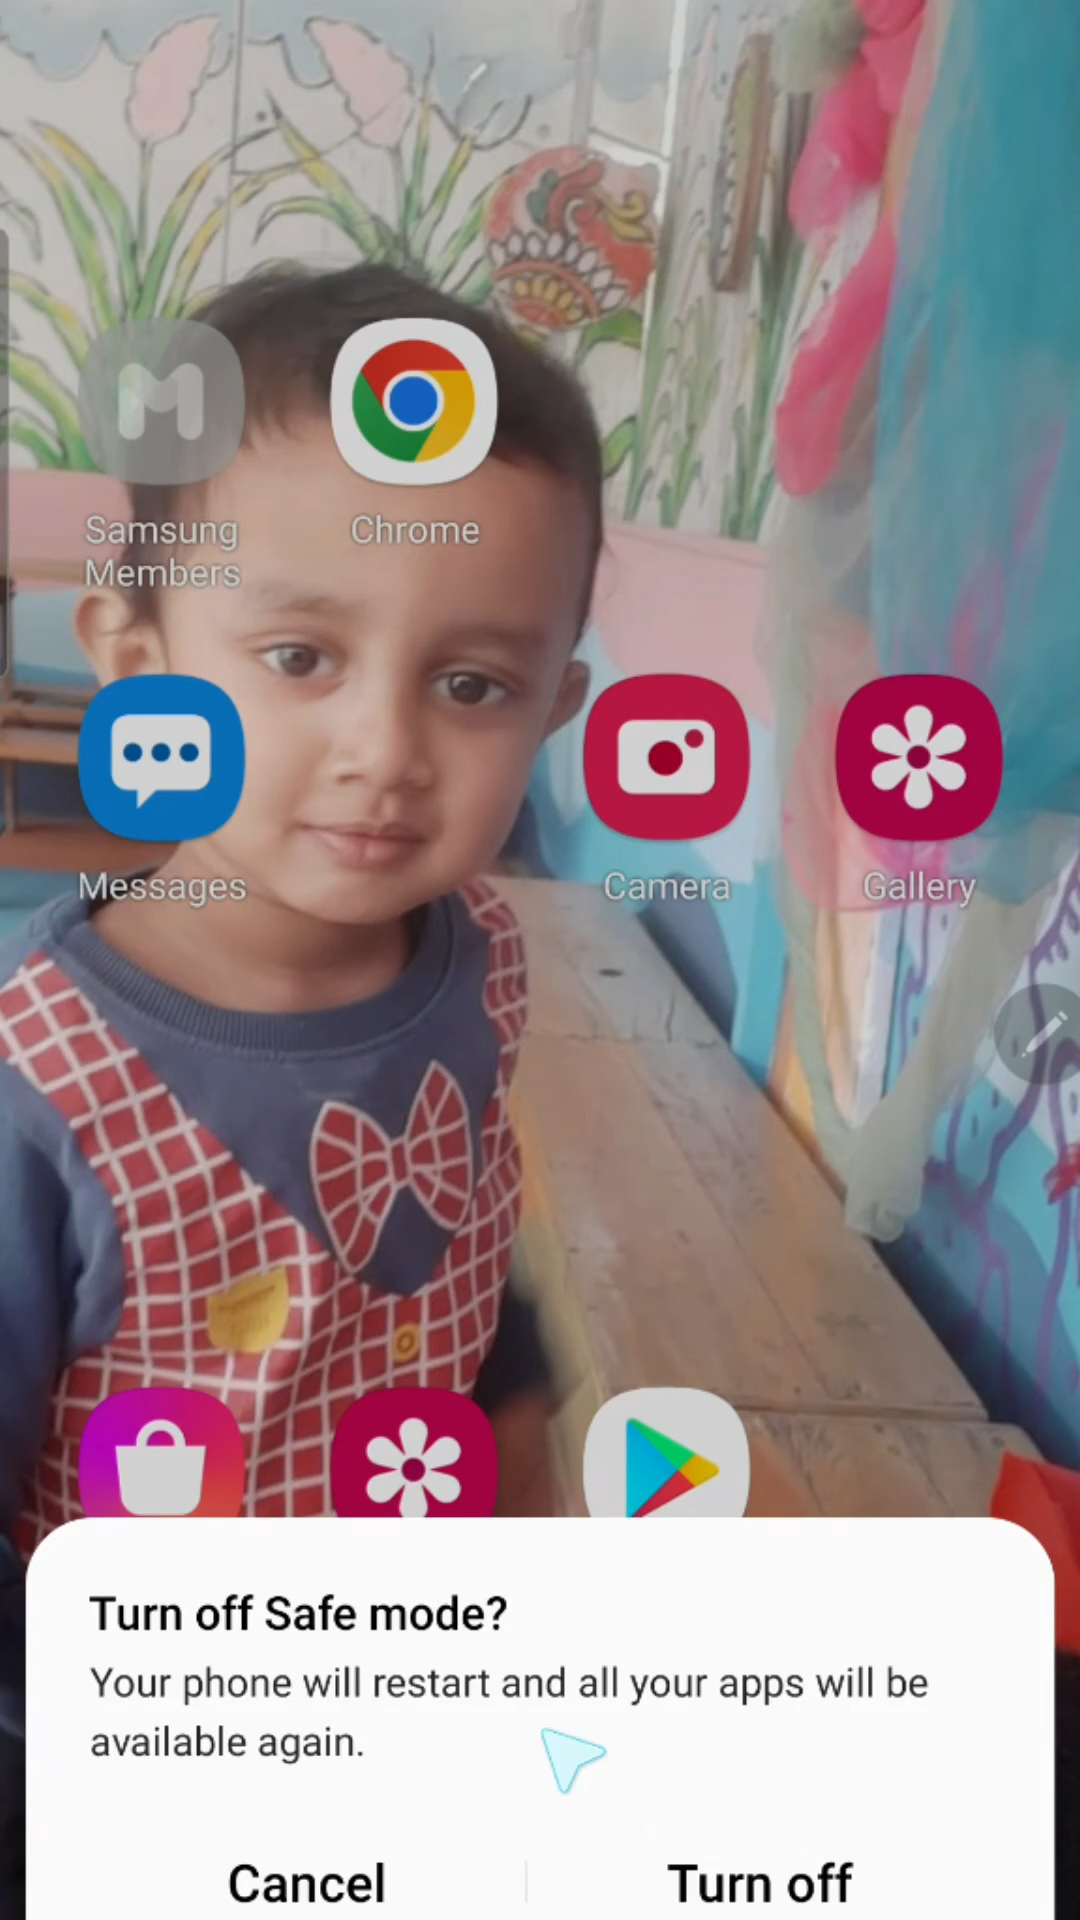 Samsung
Members
Chrome
Messages
Camera
Gallery
Turn off Safe mode?
Your phone will restart and all your apps will be
available again.
Cancel
Turn off